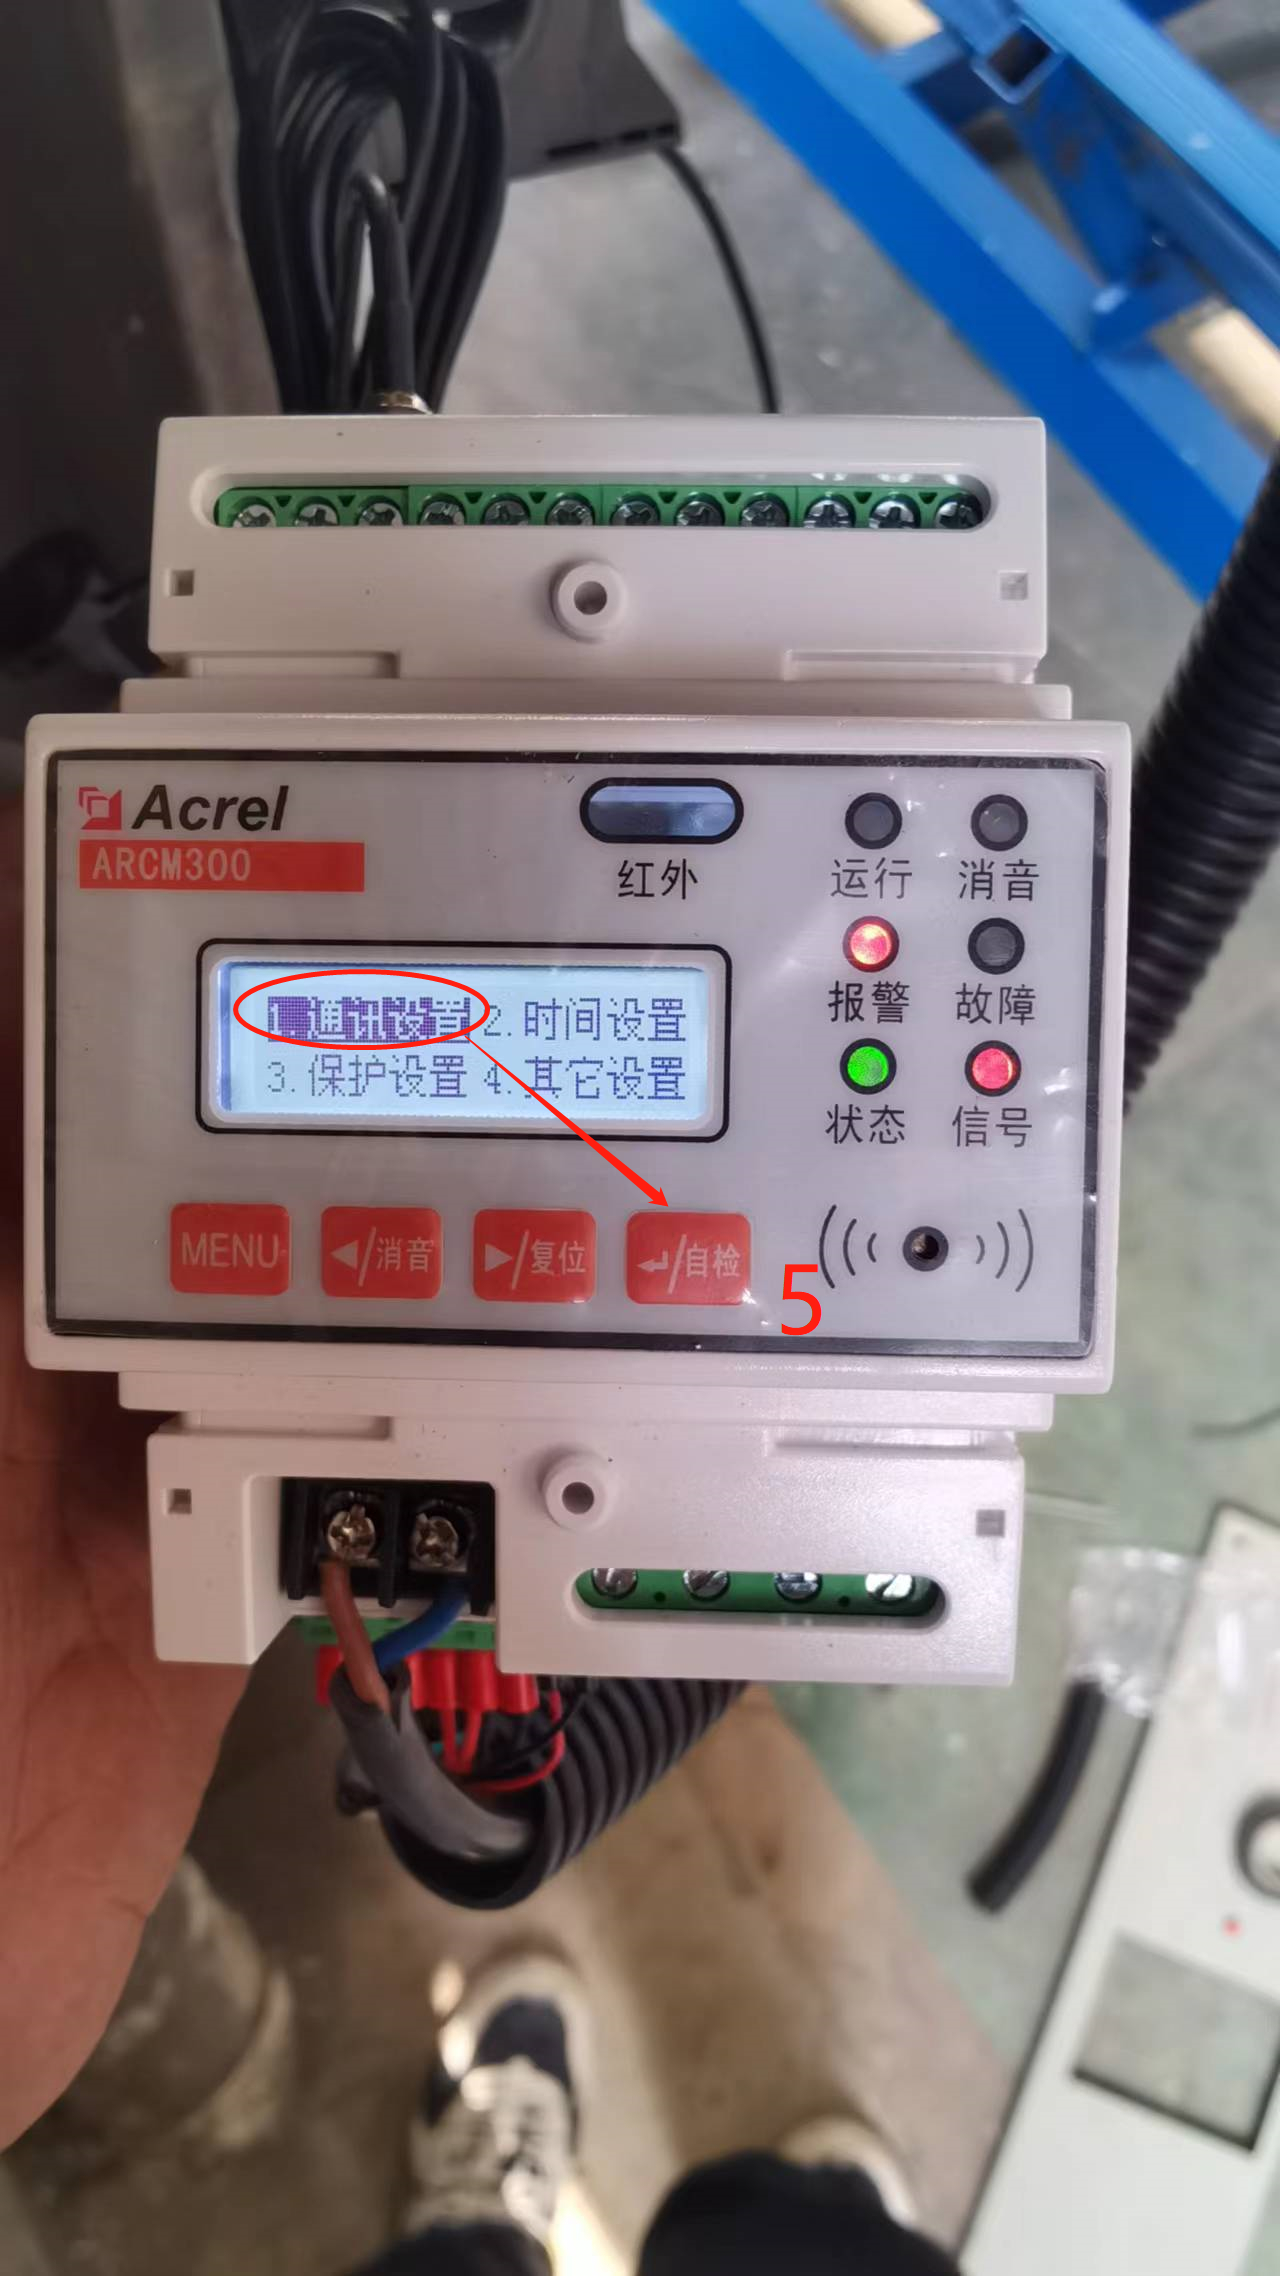 Acrel
ARCM300
红外
运行 消音
报警 故障
状态 信号
1.通讯设置 2.时间设置
3.保护设置 4.其它设置
MENU ◀/消音 ▶/复位 ↵/自检
5